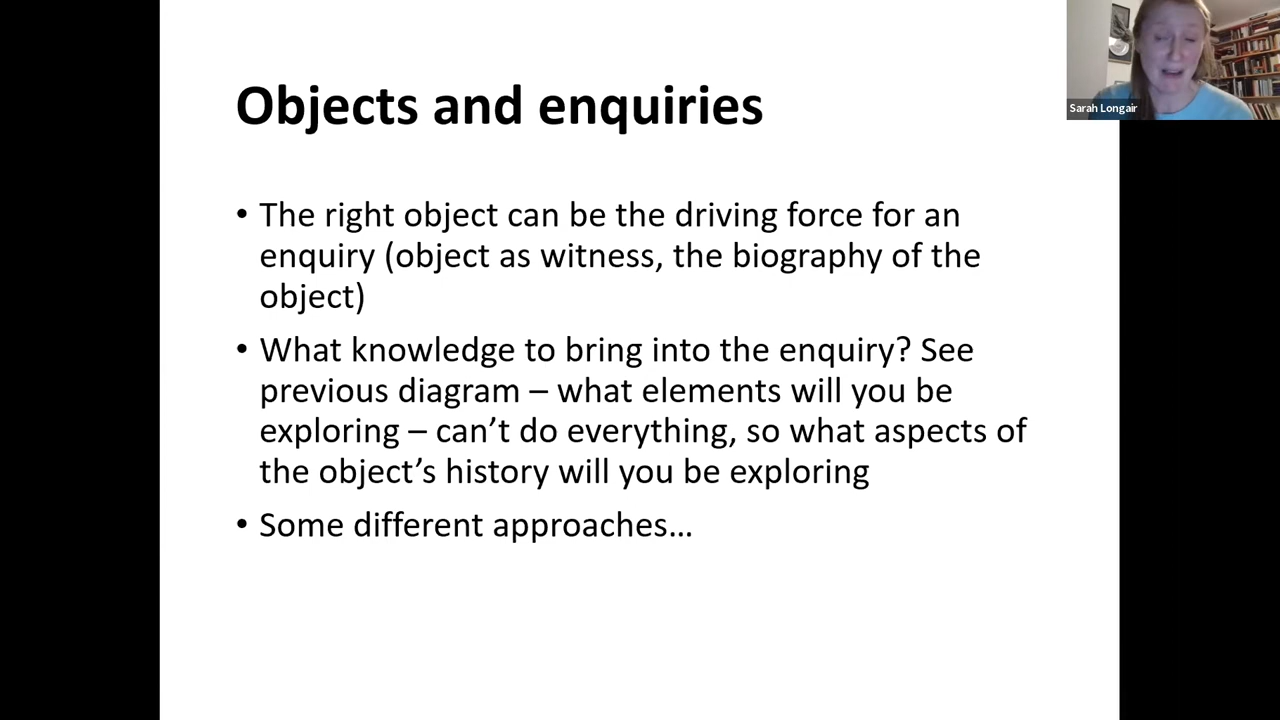 Objects and enquiries
Sarah Longair
• The right object can be the driving force for an
enquiry (object as witness, the biography of the
object)
• What knowledge to bring into the enquiry? See
previous diagram – what elements will you be
exploring – can’t do everything, so what aspects of
the object’s history will you be exploring
• Some different approaches…